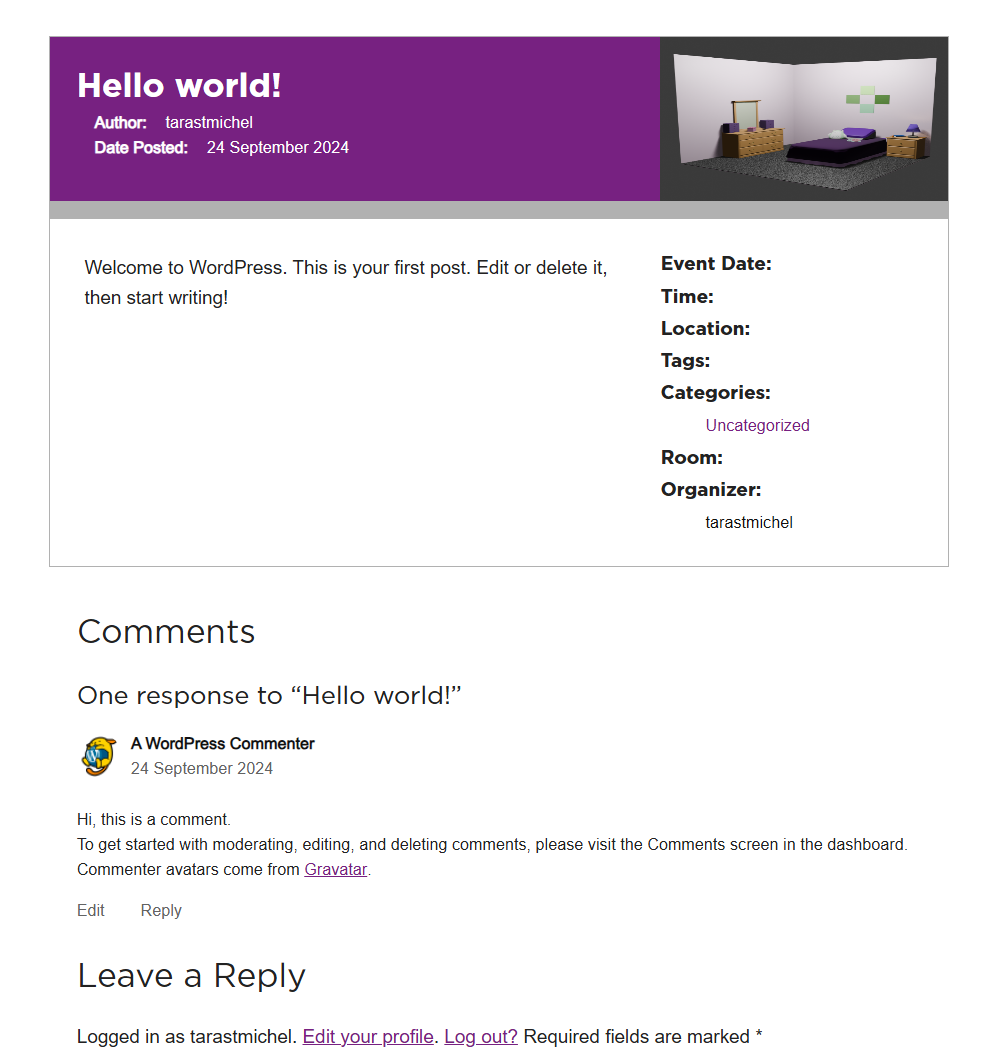 Hello world!
Author: tarastmichel
Date Posted: 24 September 2024
Welcome to WordPress. This is your first post. Edit or delete it,
then start writing!
Event Date:
Time:
Location:
Tags:
Categories:
Uncategorized
Room:
Organizer:
tarastmichel
Comments
One response to “Hello world!”
A WordPress Commenter
24 September 2024
Hi, this is a comment.
To get started with moderating, editing, and deleting comments, please visit the Comments screen in the dashboard.
Commenter avatars come from Gravatar.
Edit Reply
Leave a Reply
Logged in as tarastmichel. Edit your profile. Log out? Required fields are marked *